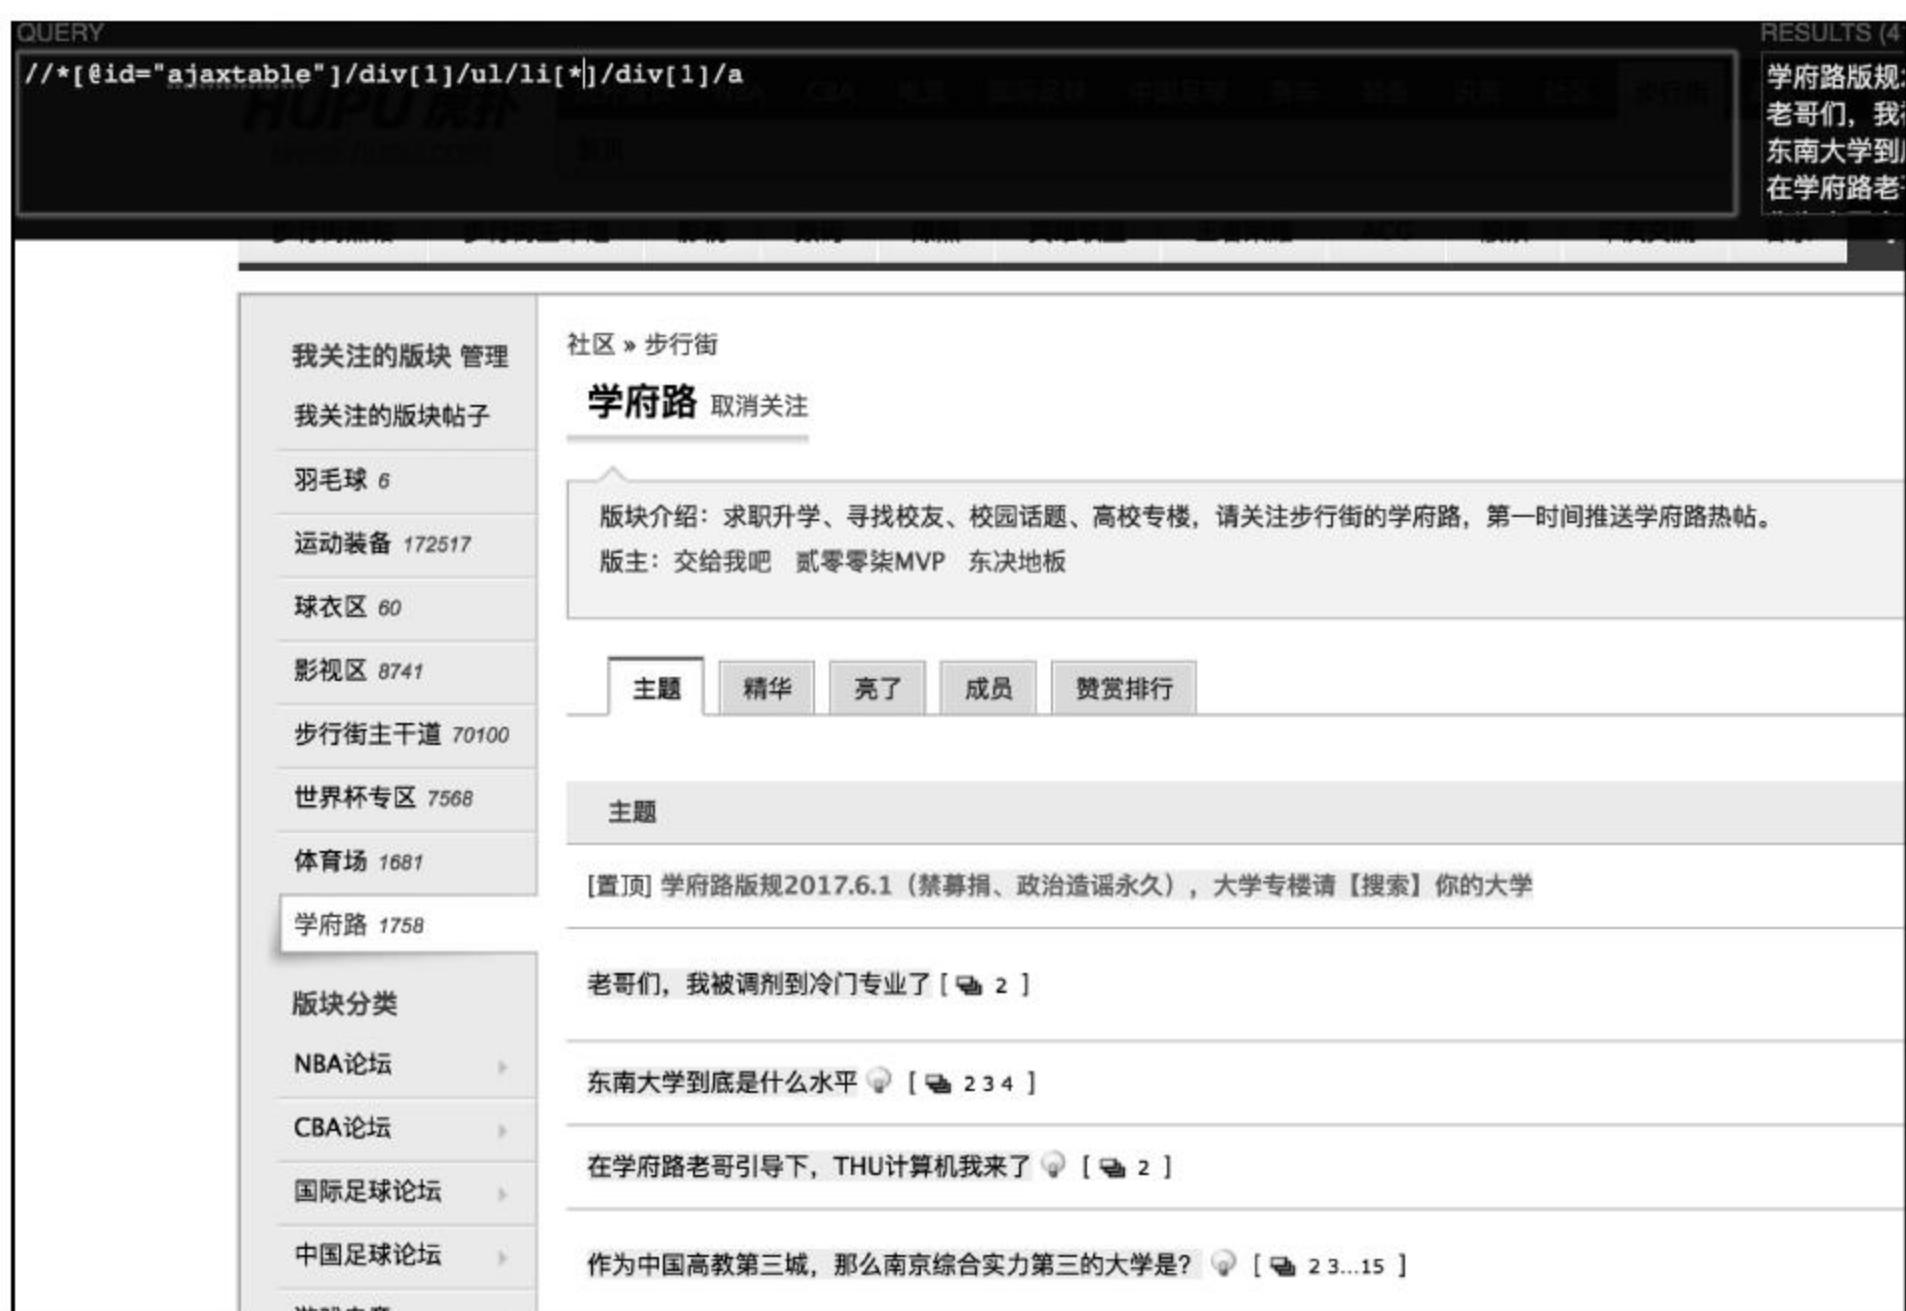 QUERY
//*[@id="ajaxtable"]/div[1]/ul/li[*]/div[1]/a
RESULTS (4
学府路版规
老哥们，我
东南大学到
在学府路老
HUPU 虎扑
我关注的版块 管理
我关注的版块帖子
羽毛球 6
运动装备 172517
球衣区 60
影视区 8741
步行街主干道 70100
世界杯专区 7568
体育场 1681
学府路 1758
版块分类
NBA论坛
CBA论坛
国际足球论坛
中国足球论坛
社区 » 步行街
学府路 取消关注
版块介绍：求职升学、寻找校友、校园话题、高校专楼，请关注步行街的学府路，第一时间推送学府路热帖。
版主：交给我吧 贰零零柒MVP 东决地板
主题 精华 亮了 成员 赞赏排行
主题
[置顶] 学府路版规2017.6.1（禁募捐、政治造谣永久），大学专楼请【搜索】你的大学
老哥们，我被调剂到冷门专业了 [ 2 ]
东南大学到底是什么水平 [ 2 3 4 ]
在学府路老哥引导下，THU计算机我来了 [ 2 ]
作为中国高教第三城，那么南京综合实力第三的大学是？ [ 2 3...15 ]